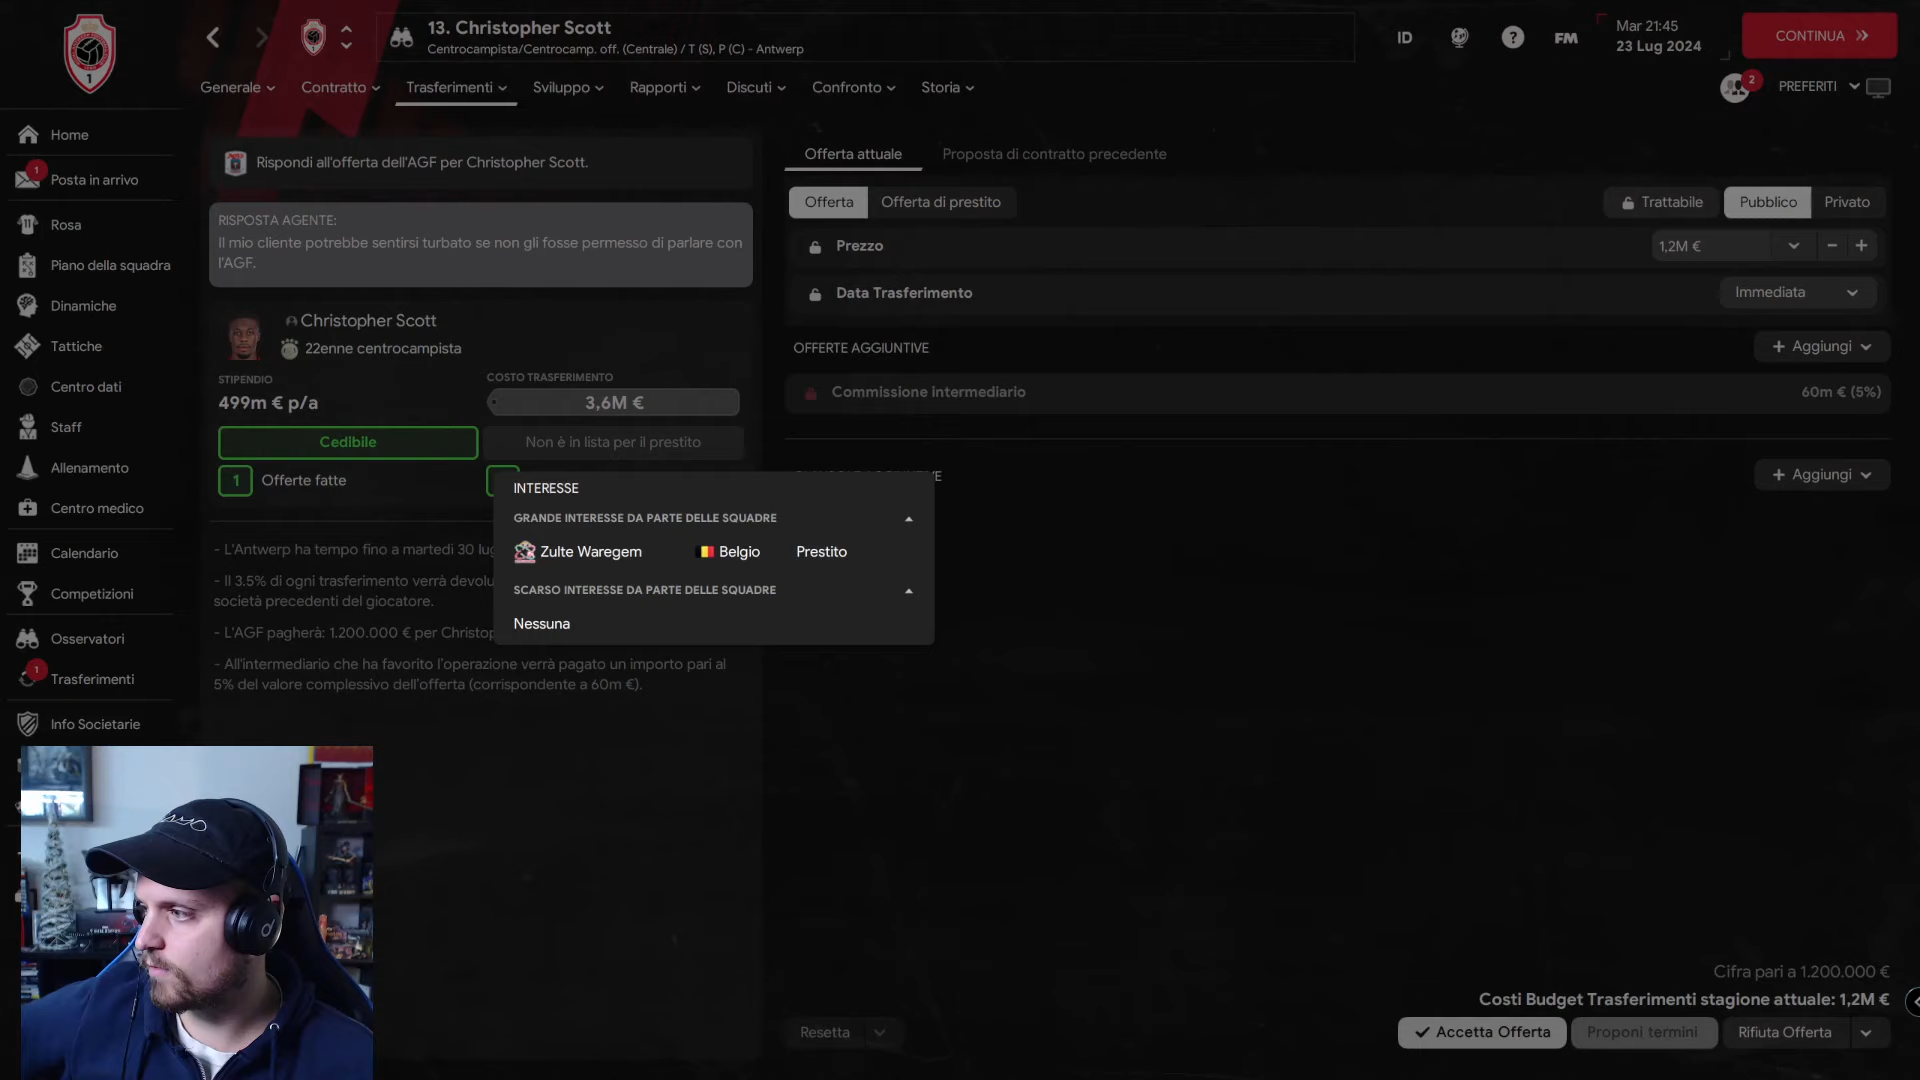 13. Christopher Scott
Centrocampista/Centrocamp. off. (Centrale) / T (S), P (C) - Antwerp
ID
FM
Mar 21:45
23 Lug 2024
CONTINUA
Generale
Contratto
Trasferimenti
Sviluppo
Rapporti
Discuti
Confronto
Storia
2
PREFERITI
Home
1
Posta in arrivo
Rosa
Piano della squadra
Dinamiche
Tattiche
Centro dati
Staff
Allenamento
Centro medico
Calendario
Competizioni
Osservatori
1
Trasferimenti
Info Societarie
Rispondi all'offerta dell'AGF per Christopher Scott.
RISPOSTA AGENTE:
Il mio cliente potrebbe sentirsi turbato se non gli fosse permesso di parlare con
l'AGF.
Christopher Scott
22enne centrocampista
STIPENDIO
499m € p/a
COSTO TRASFERIMENTO
3,6M €
Cedibile
Non è in lista per il prestito
1
Offerte fatte
- L'Antwerp ha tempo fino a martedì 30 lug
- Il 3.5% di ogni trasferimento verrà devolu
società precedenti del giocatore.
- L'AGF pagherà: 1.200.000 € per Christop
- All'intermediario che ha favorito l'operazione verrà pagato un importo pari al
5% del valore complessivo dell'offerta (corrispondente a 60m €).
INTERESSE
GRANDE INTERESSE DA PARTE DELLE SQUADRE
Zulte Waregem
Belgio
Prestito
SCARSO INTERESSE DA PARTE DELLE SQUADRE
Nessuna
Offerta attuale
Proposta di contratto precedente
Offerta
Offerta di prestito
Trattabile
Pubblico
Privato
Prezzo
1,2M €
Data Trasferimento
Immediata
OFFERTE AGGIUNTIVE
+ Aggiungi
Commissione intermediario
60m € (5%)
+ Aggiungi
Cifra pari a 1.200.000 €
Costi Budget Trasferimenti stagione attuale: 1,2M €
Resetta
Accetta Offerta
Proponi termini
Rifiuta Offerta